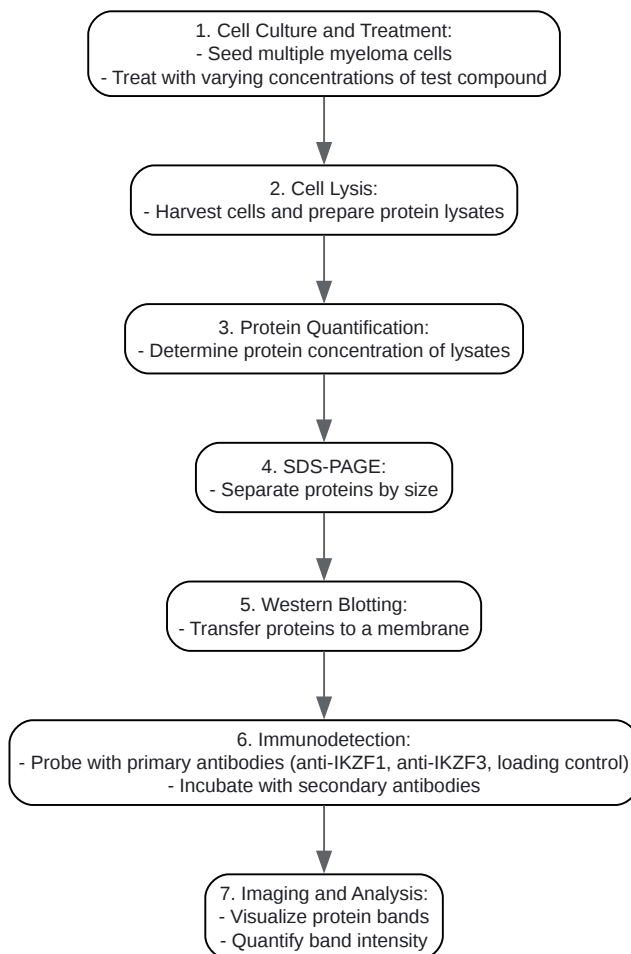 1. Cell Culture and Treatment:
- Seed multiple myeloma cells
- Treat with varying concentrations of test compound
2. Cell Lysis:
- Harvest cells and prepare protein lysates
3. Protein Quantification:
- Determine protein concentration of lysates
4. SDS-PAGE:
- Separate proteins by size
5. Western Blotting:
- Transfer proteins to a membrane
6. Immunodetection:
- Probe with primary antibodies (anti-IKZF1, anti-IKZF3, loading control)
- Incubate with secondary antibodies
7. Imaging and Analysis:
- Visualize protein bands
- Quantify band intensity